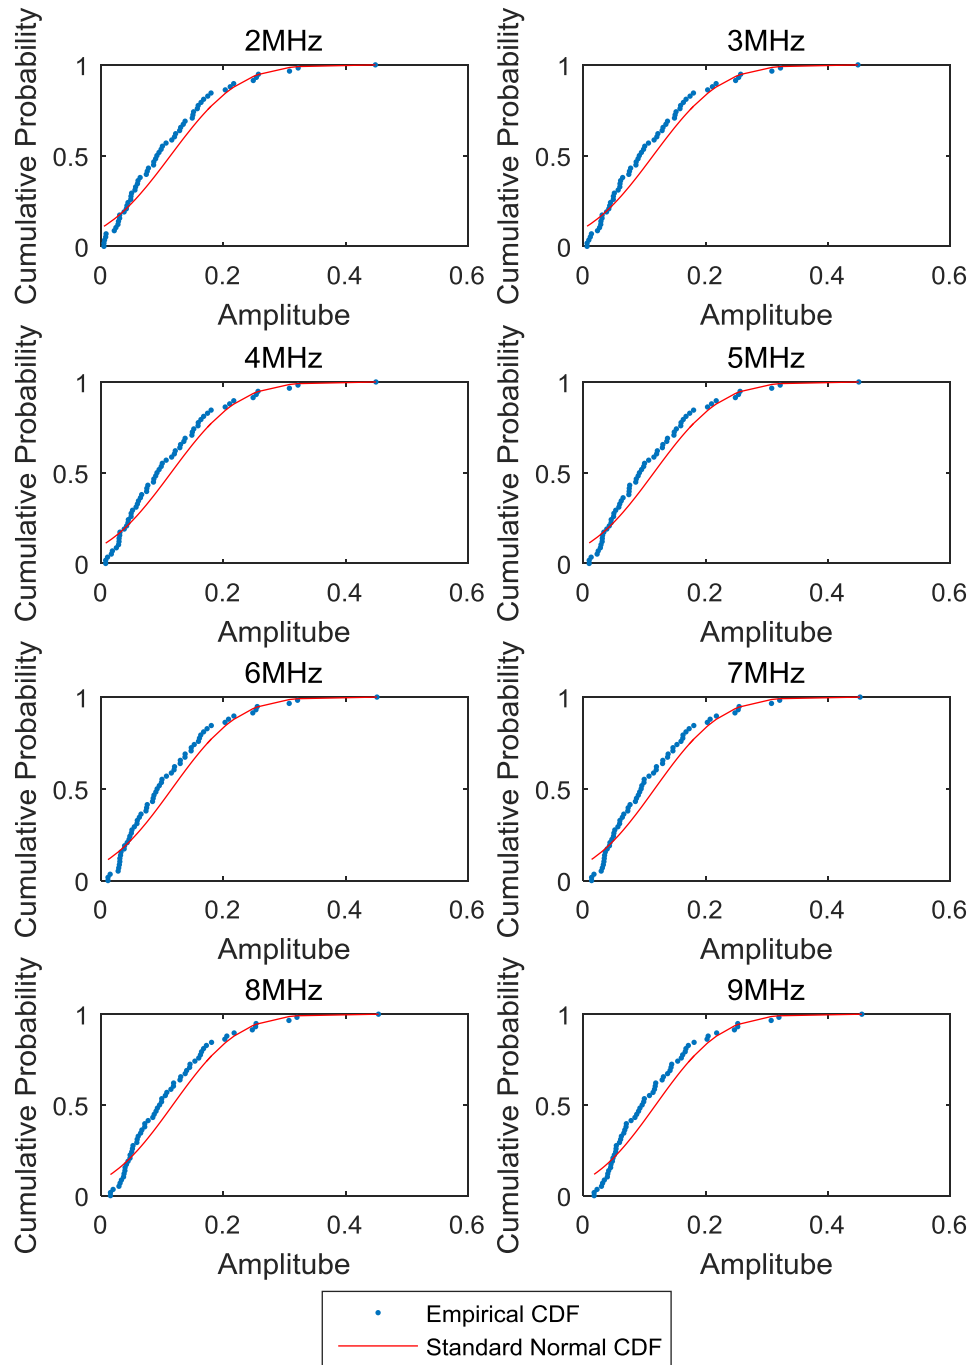 2MHz
Cumulative Probability
1
0.5
0
0 0.2 0.4 0.6
Amplitube
3MHz
Cumulative Probability
1
0.5
0
0 0.2 0.4 0.6
Amplitube
4MHz
Cumulative Probability
1
0.5
0
0 0.2 0.4 0.6
Amplitube
5MHz
Cumulative Probability
1
0.5
0
0 0.2 0.4 0.6
Amplitube
6MHz
Cumulative Probability
1
0.5
0
0 0.2 0.4 0.6
Amplitube
7MHz
Cumulative Probability
1
0.5
0
0 0.2 0.4 0.6
Amplitube
8MHz
Cumulative Probability
1
0.5
0
0 0.2 0.4 0.6
Amplitube
9MHz
Cumulative Probability
1
0.5
0
0 0.2 0.4 0.6
Amplitube
Empirical CDF
Standard Normal CDF